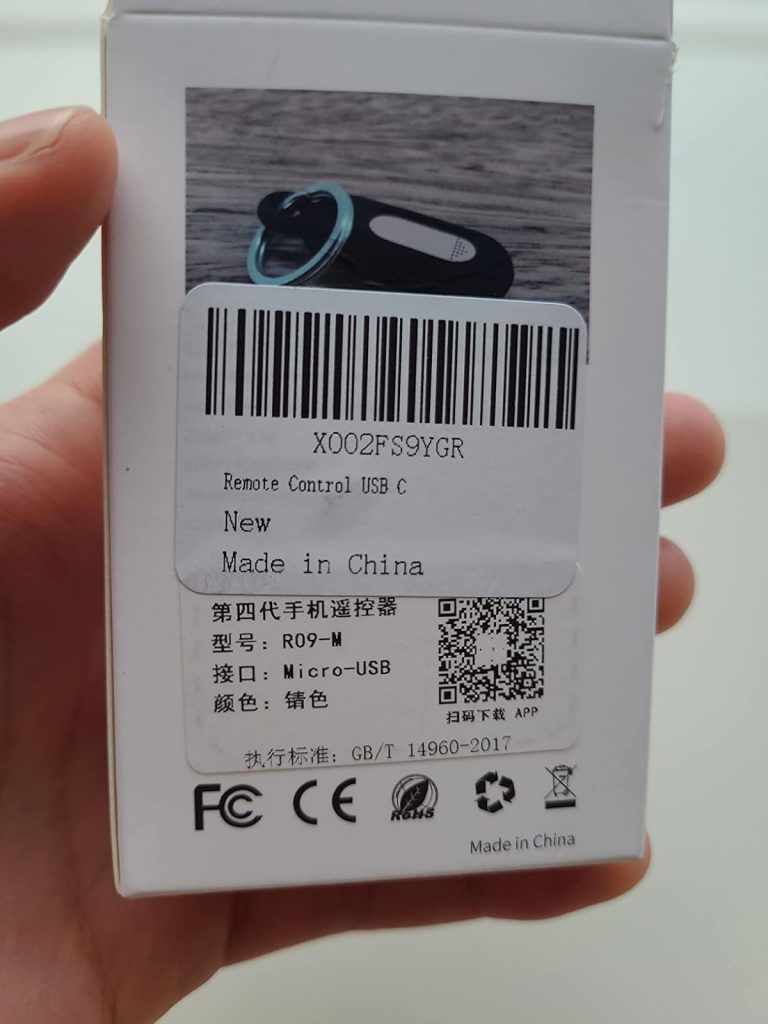 X002FS9YGR
Remote Control USB C
New
Made in China
第四代手机遥控器
型号：R09-M
接口：Micro-USB
颜色：锖色
扫码下载 APP
执行标准：GB/T 14960-2017
FC CE RoHS
Made in China